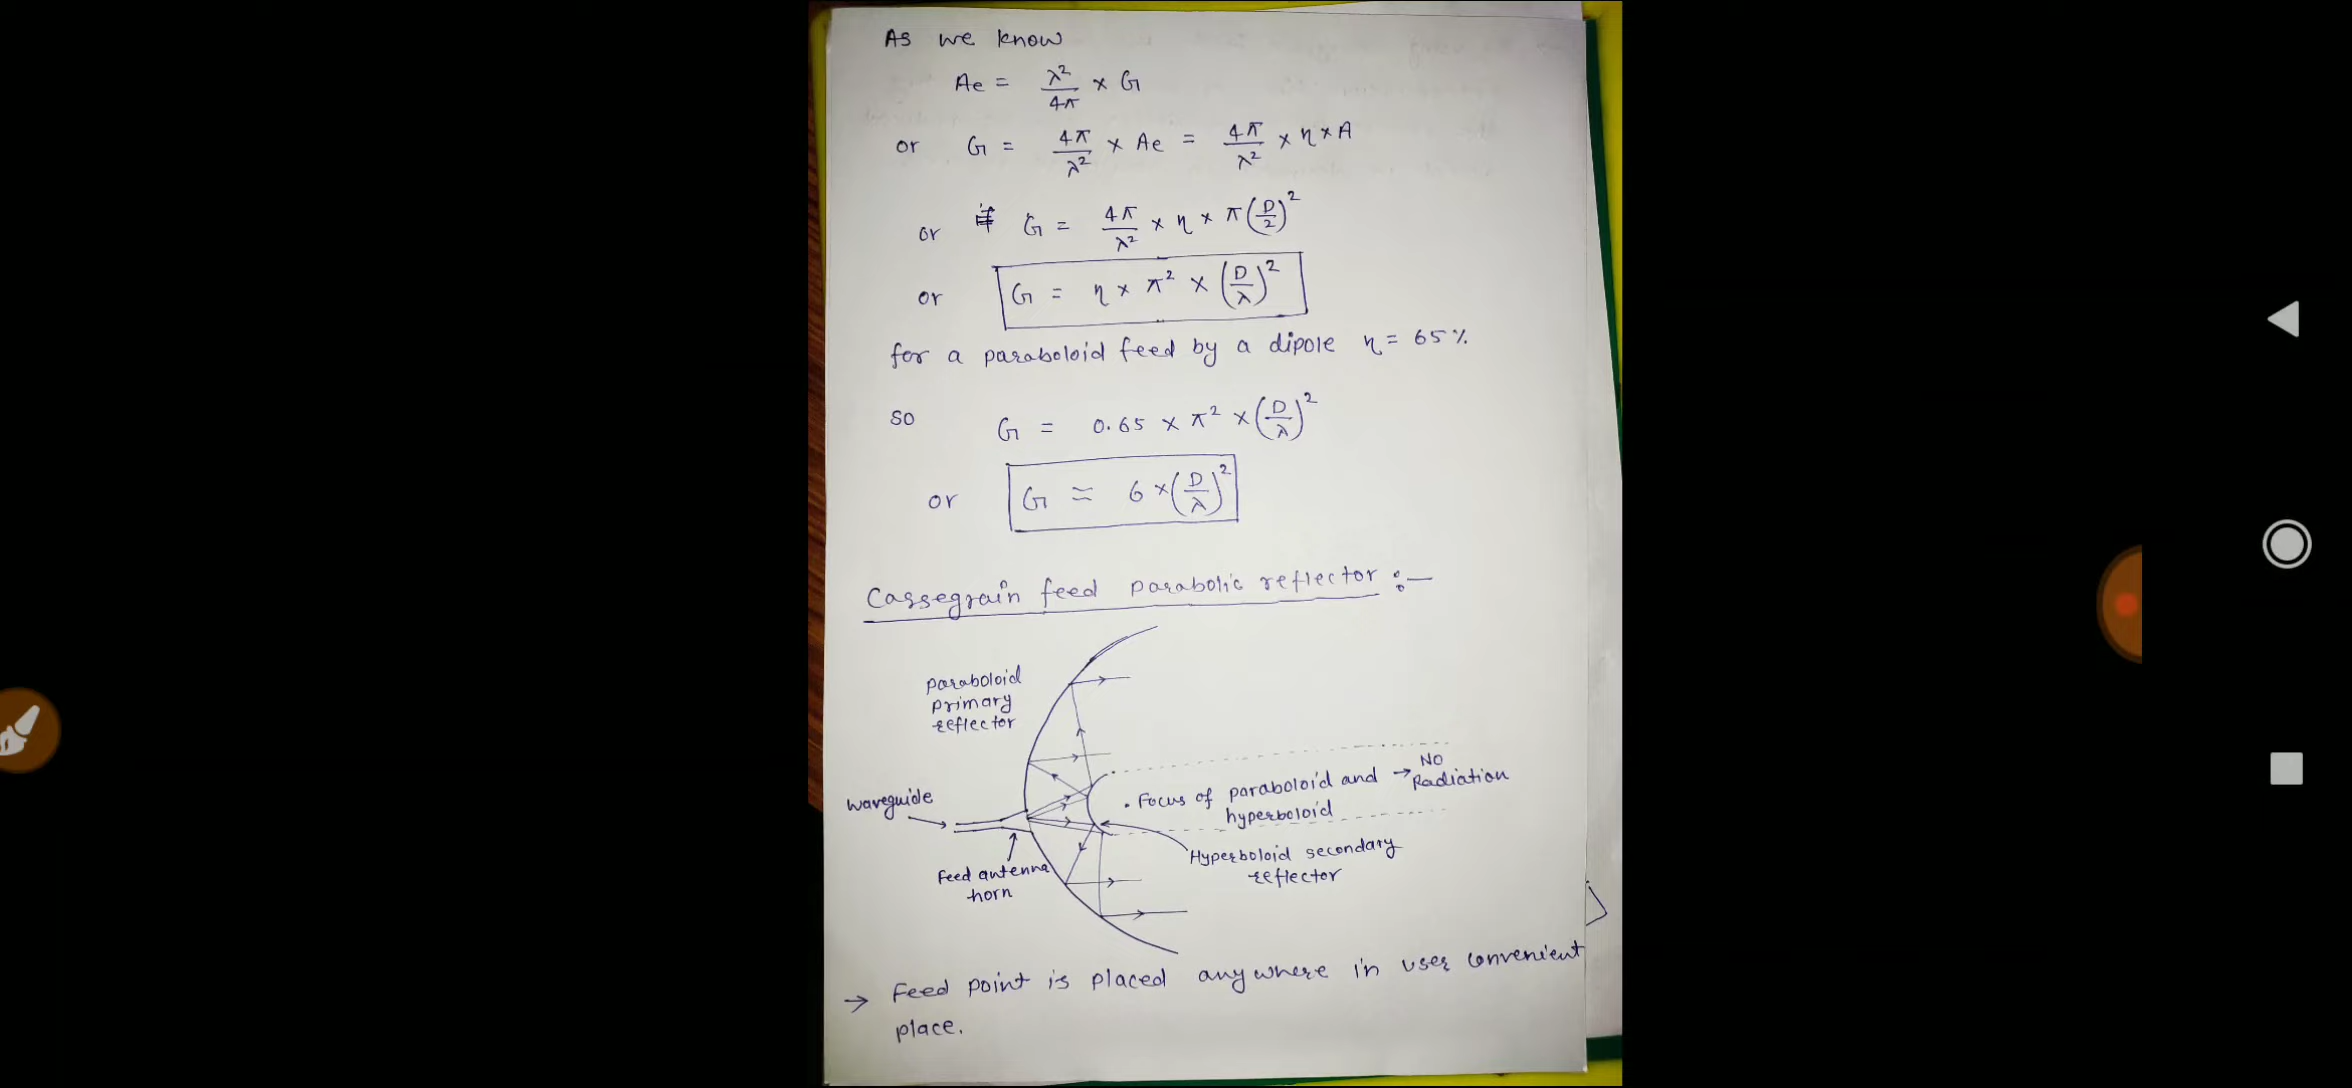 As we know
Ae = λ²/4π × G
or G = 4π/λ² × Ae = 4π/λ² × η × A
or G = 4π/λ² × η × π(D/2)²
or G = η × π² × (D/λ)²
for a paraboloid feed by a dipole η = 65%
so G = 0.65 × π² × (D/λ)²
or G ≈ 6 × (D/λ)²
Cassegrain feed parabolic reflector :—
paraboloid
primary
reflector
NO
Radiation
. Focus of paraboloid and →
hyperboloid
waveguide
Hyperboloid secondary
reflector
Feed antenna
horn
→ Feed point is placed anywhere in user convenient
place.